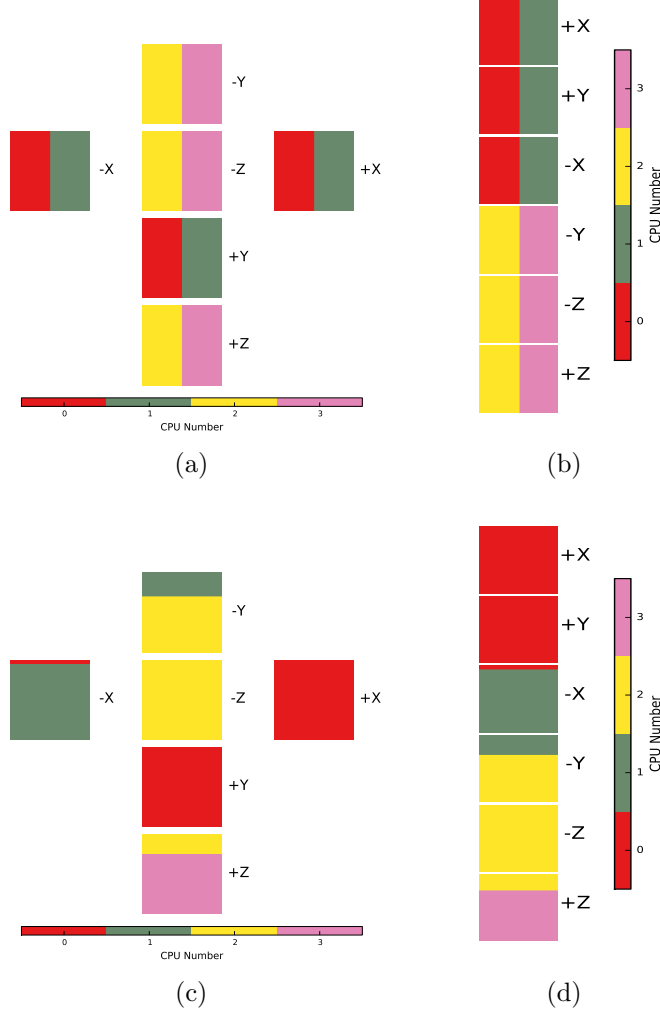 -Y
-X
-Z
+X
+Y
+Z
0
1
2
3
CPU Number
(a)
+X
+Y
-X
-Y
-Z
+Z
3
2
1
0
CPU Number
(b)
-Y
-X
-Z
+X
+Y
+Z
0
1
2
3
CPU Number
(c)
+X
+Y
-X
-Y
-Z
+Z
3
2
1
0
CPU Number
(d)